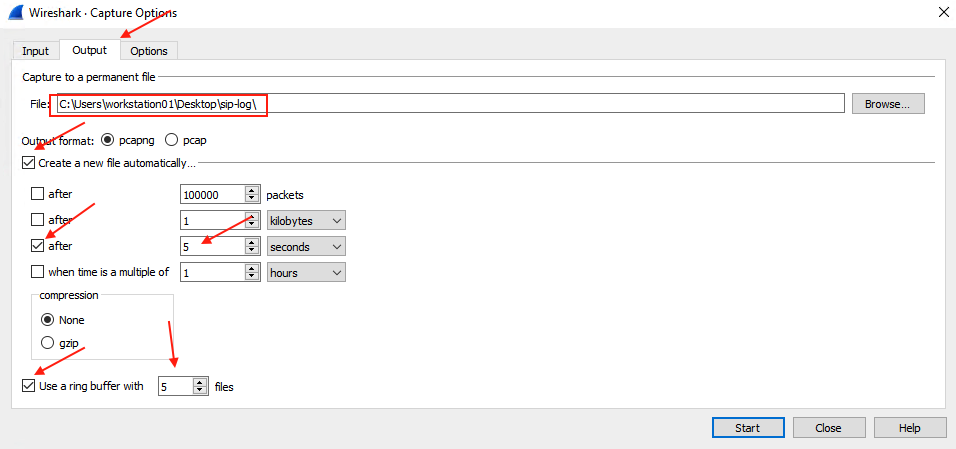 Wireshark · Capture Options
Input Output Options
Capture to a permanent file
File: C:\Users\workstation01\Desktop\sip-log\ Browse...
Output format: pcapng pcap
Create a new file automatically...
after 100000 packets
after 1 kilobytes
after 5 seconds
when time is a multiple of 1 hours
compression
None
gzip
Use a ring buffer with 5 files
Start Close Help